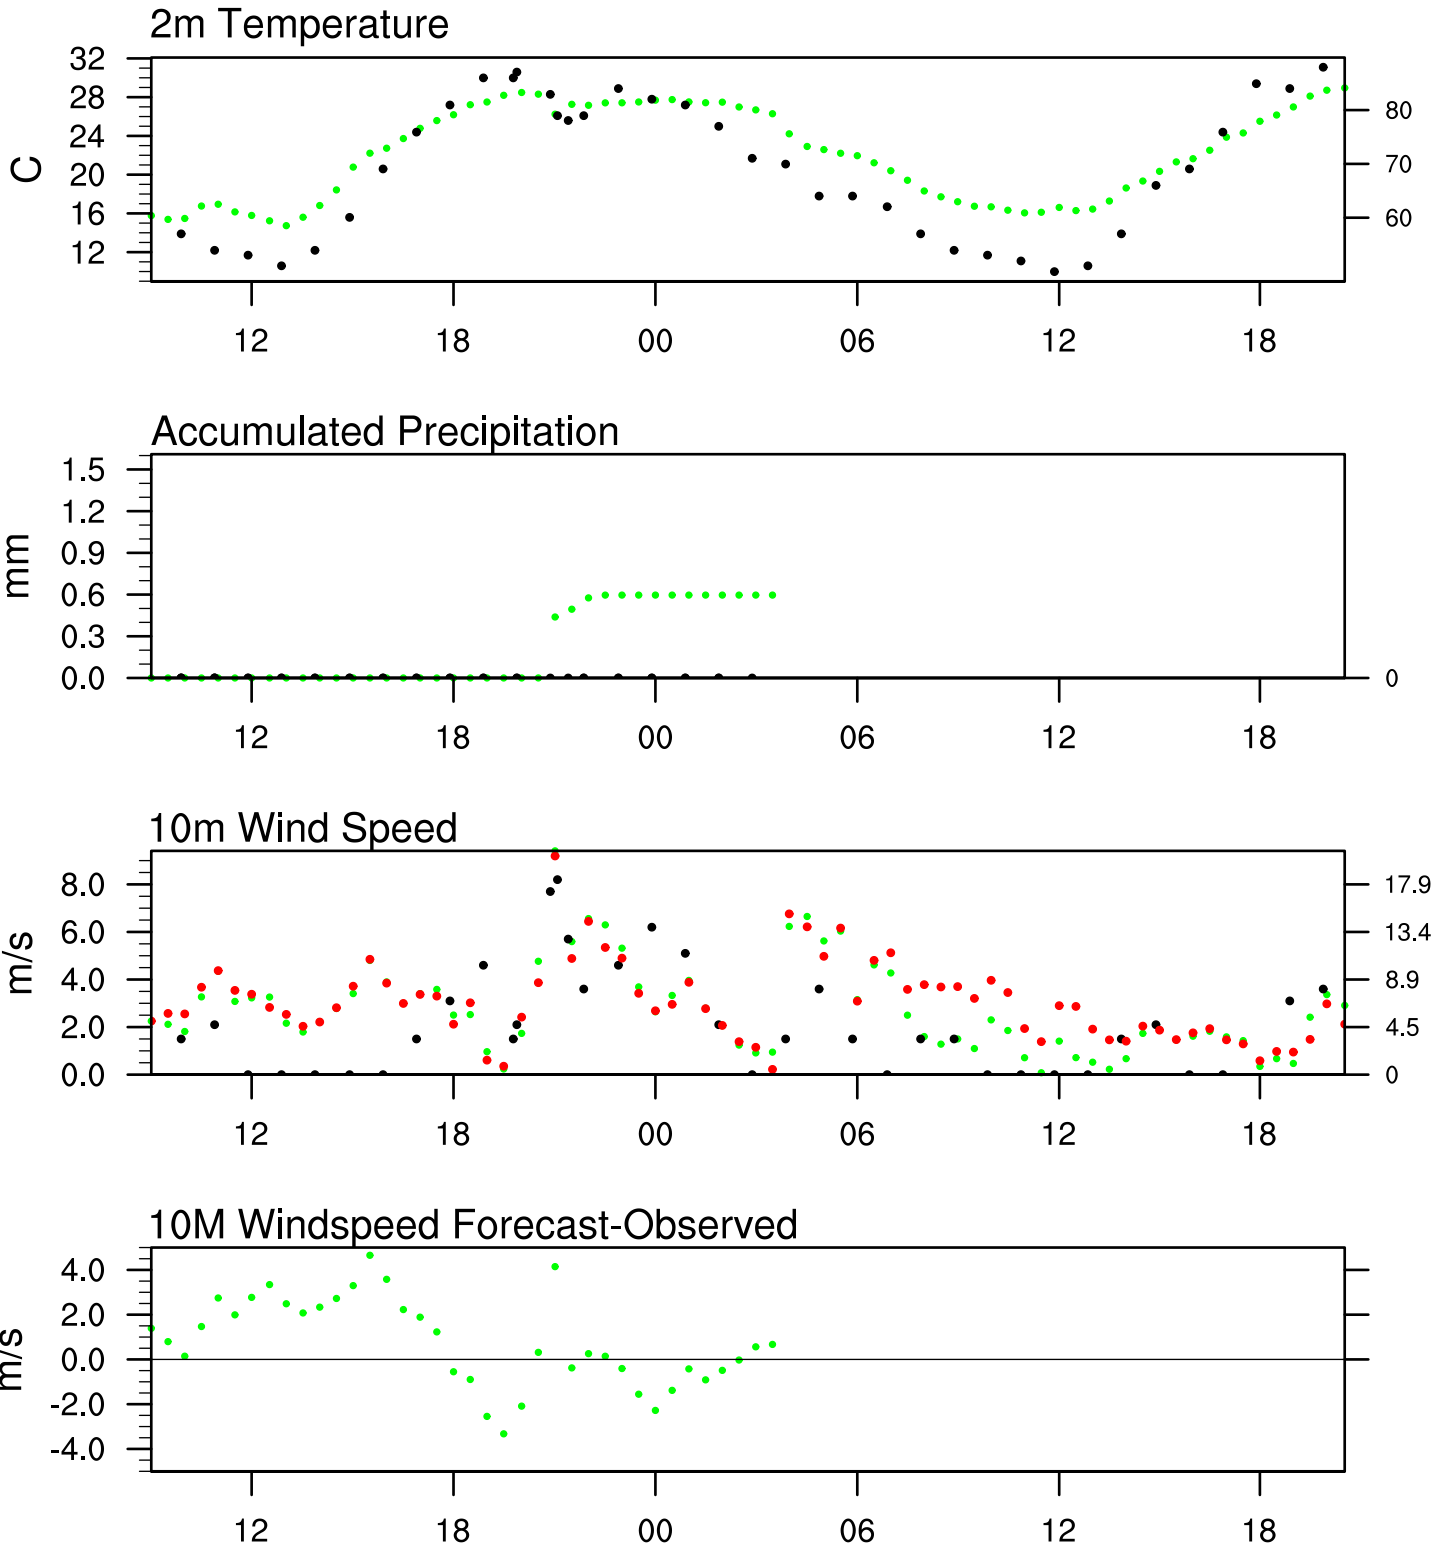 2m Temperature
32
28
24
20
16
12
C
80
70
60
12 18 00 06 12 18
Accumulated Precipitation
1.5
1.2
0.9
0.6
0.3
0.0
mm
0
12 18 00 06 12 18
10m Wind Speed
8.0
6.0
4.0
2.0
0.0
m/s
17.9
13.4
8.9
4.5
0
12 18 00 06 12 18
10M Windspeed Forecast-Observed
4.0
2.0
0.0
-2.0
-4.0
m/s
12 18 00 06 12 18